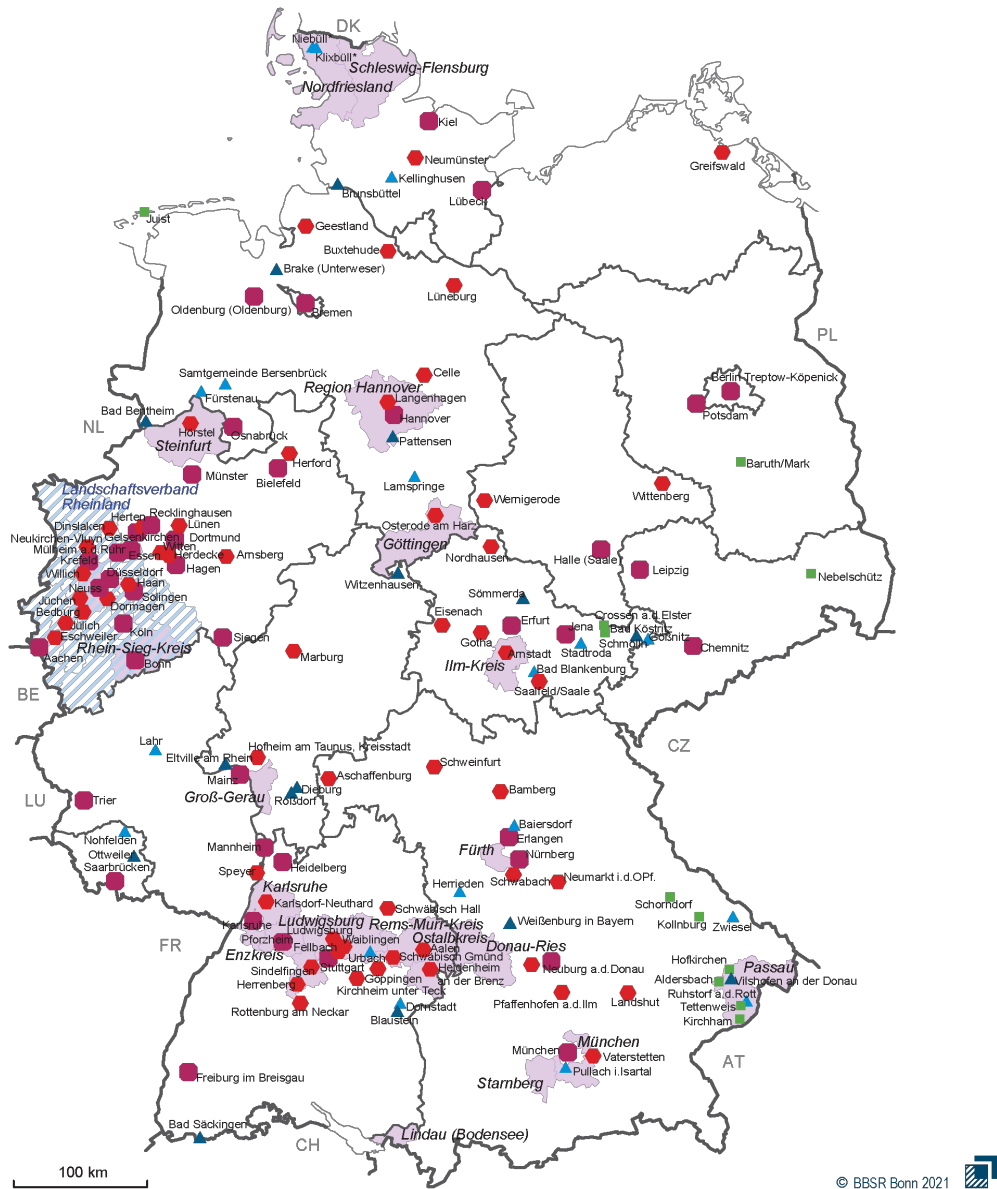 DK
Niebüll*
Klixbüll*
Schleswig-Flensburg
Nordfriesland
Kiel
Neumünster
Greifswald
Kellinghusen
Brunsbüttel
Lübeck
Juist
Geestland
Buxtehude
Brake (Unterweser)
Lüneburg
Oldenburg (Oldenburg)
Bremen
PL
Samtgemeinde Bersenbrück
Celle
Berlin Treptow-Köpenick
Region Hannover
Fürstenau
Langenhagen
Potsdam
Bad Bentheim
Hannover
NL
Hörstel
Osnabrück
Pattensen
Steinfurt
Herford
Baruth/Mark
Münster
Bielefeld
Lamspringe
Wittenberg
Landschaftsverband
Rheinland
Wernigerode
Recklinghausen
Herten
Dinslaken
Lünen
Osterode am Harz
Neukirchen-Vluyn
Gelsenkirchen
Dortmund
Göttingen
Mülheim a.d.Ruhr
Witten
Essen
Herdecke
Arnsberg
Nordhausen
Halle (Saale)
Krefeld
Hagen
Leipzig
Willich
Düsseldorf
Haan
Nebelschütz
Neuss
Witzenhausen
Solingen
Sömmerda
Jüchen
Dormagen
Bedburg
Eisenach
Crossen a.d.Elster
Jülich
Köln
Erfurt
Jena
Bad Köstritz
Eschweiler
Siegen
Gotha
Schmölln
Gößnitz
Rhein-Sieg-Kreis
Aachen
Arnstadt
Stadtroda
Chemnitz
Bonn
Marburg
Ilm-Kreis
Bad Blankenburg
BE
Saalfeld/Saale
Lahr
Hofheim am Taunus, Kreisstadt
CZ
Eltville am Rhein
Schweinfurt
Mainz
Aschaffenburg
Dieburg
LU
Trier
Groß-Gerau
Roßdorf
Bamberg
Baiersdorf
Nohfelden
Erlangen
Mannheim
Fürth
Ottweiler
Nürnberg
Saarbrücken
Heidelberg
Speyer
Schwabach
Neumarkt i.d.OPf.
Karlsruhe
Herrieden
Karlsdorf-Neuthard
Schorndorf
Schwäbisch Hall
Karlsruhe
Ludwigsburg
Rems-Murr-Kreis
Weißenburg in Bayern
Kollnburg
Zwiesel
Ludwigsburg
Pforzheim
Waiblingen
Ostalbkreis
FR
Fellbach
Aalen
Donau-Ries
Enzkreis
Urbach
Schwäbisch Gmünd
Hofkirchen
Stuttgart
Heidenheim
an der Brenz
Neuburg a.d.Donau
Passau
Sindelfingen
Göppingen
Aldersbach
Vilshofen an der Donau
Herrenberg
Kirchheim unter Teck
Ruhstorf a.d.Rott
Rottenburg am Neckar
Dornstadt
Pfaffenhofen a.d.Ilm
Landshut
Tettenweis
Blaustein
Kirchham
München
München
Vaterstetten
AT
Freiburg im Breisgau
Pullach i.Isartal
Starnberg
Bad Säckingen
Lindau (Bodensee)
CH
100 km
© BBSR Bonn 2021